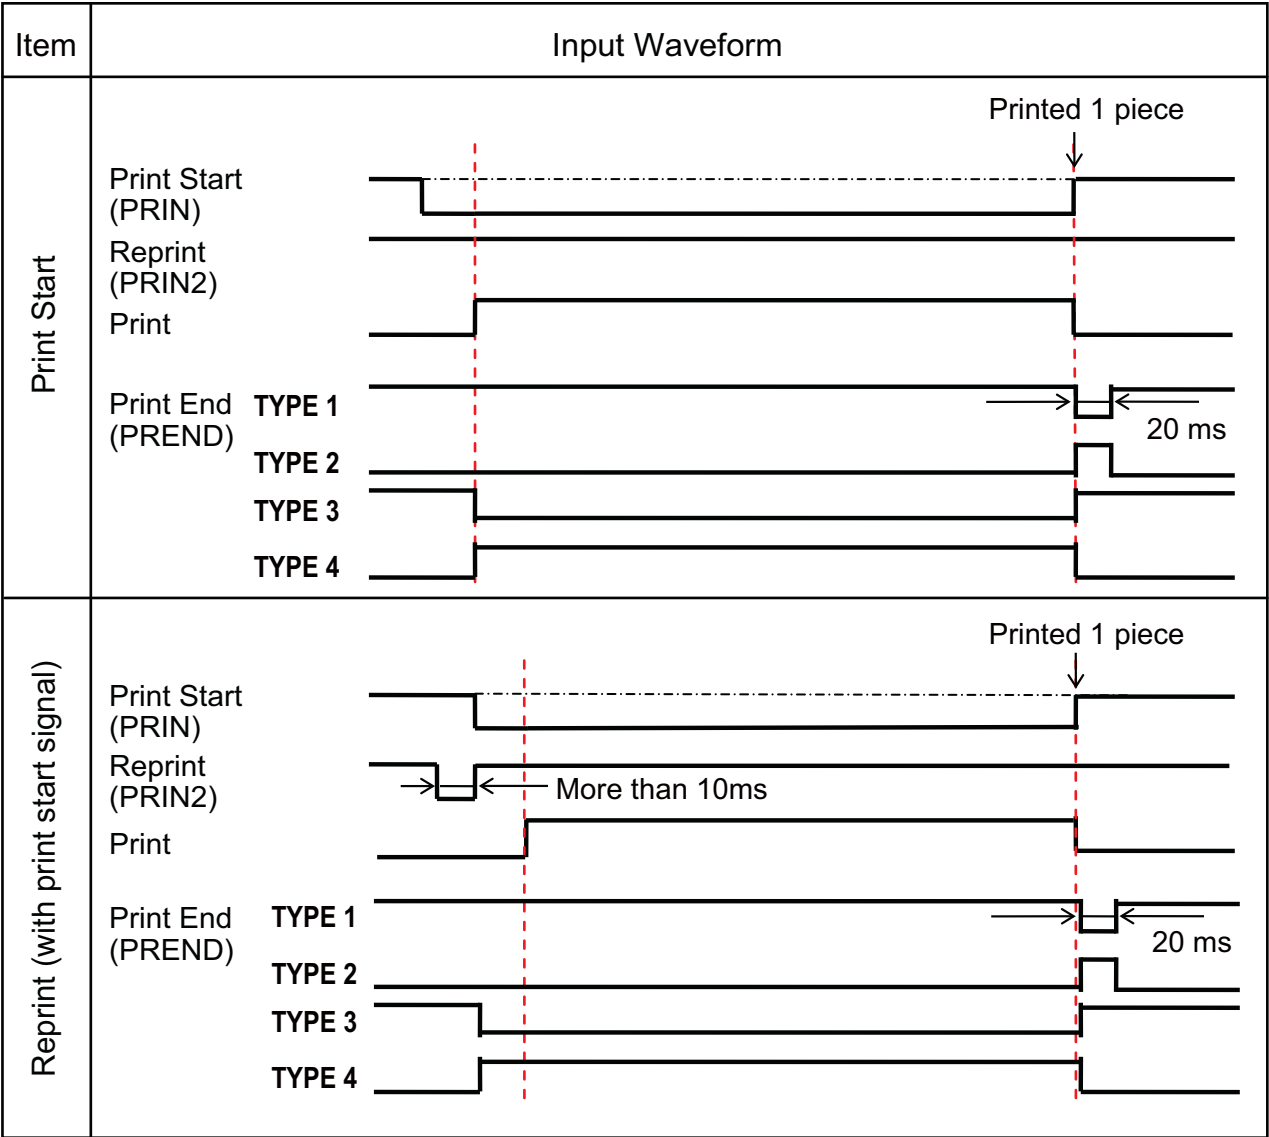 Item
Input Waveform
Print Start
Printed 1 piece
Print Start
(PRIN)
Reprint
(PRIN2)
Print
Print End
(PREND)
TYPE 1
20 ms
TYPE 2
TYPE 3
TYPE 4
Reprint (with print start signal)
Printed 1 piece
Print Start
(PRIN)
Reprint
(PRIN2)
More than 10ms
Print
Print End
(PREND)
TYPE 1
20 ms
TYPE 2
TYPE 3
TYPE 4